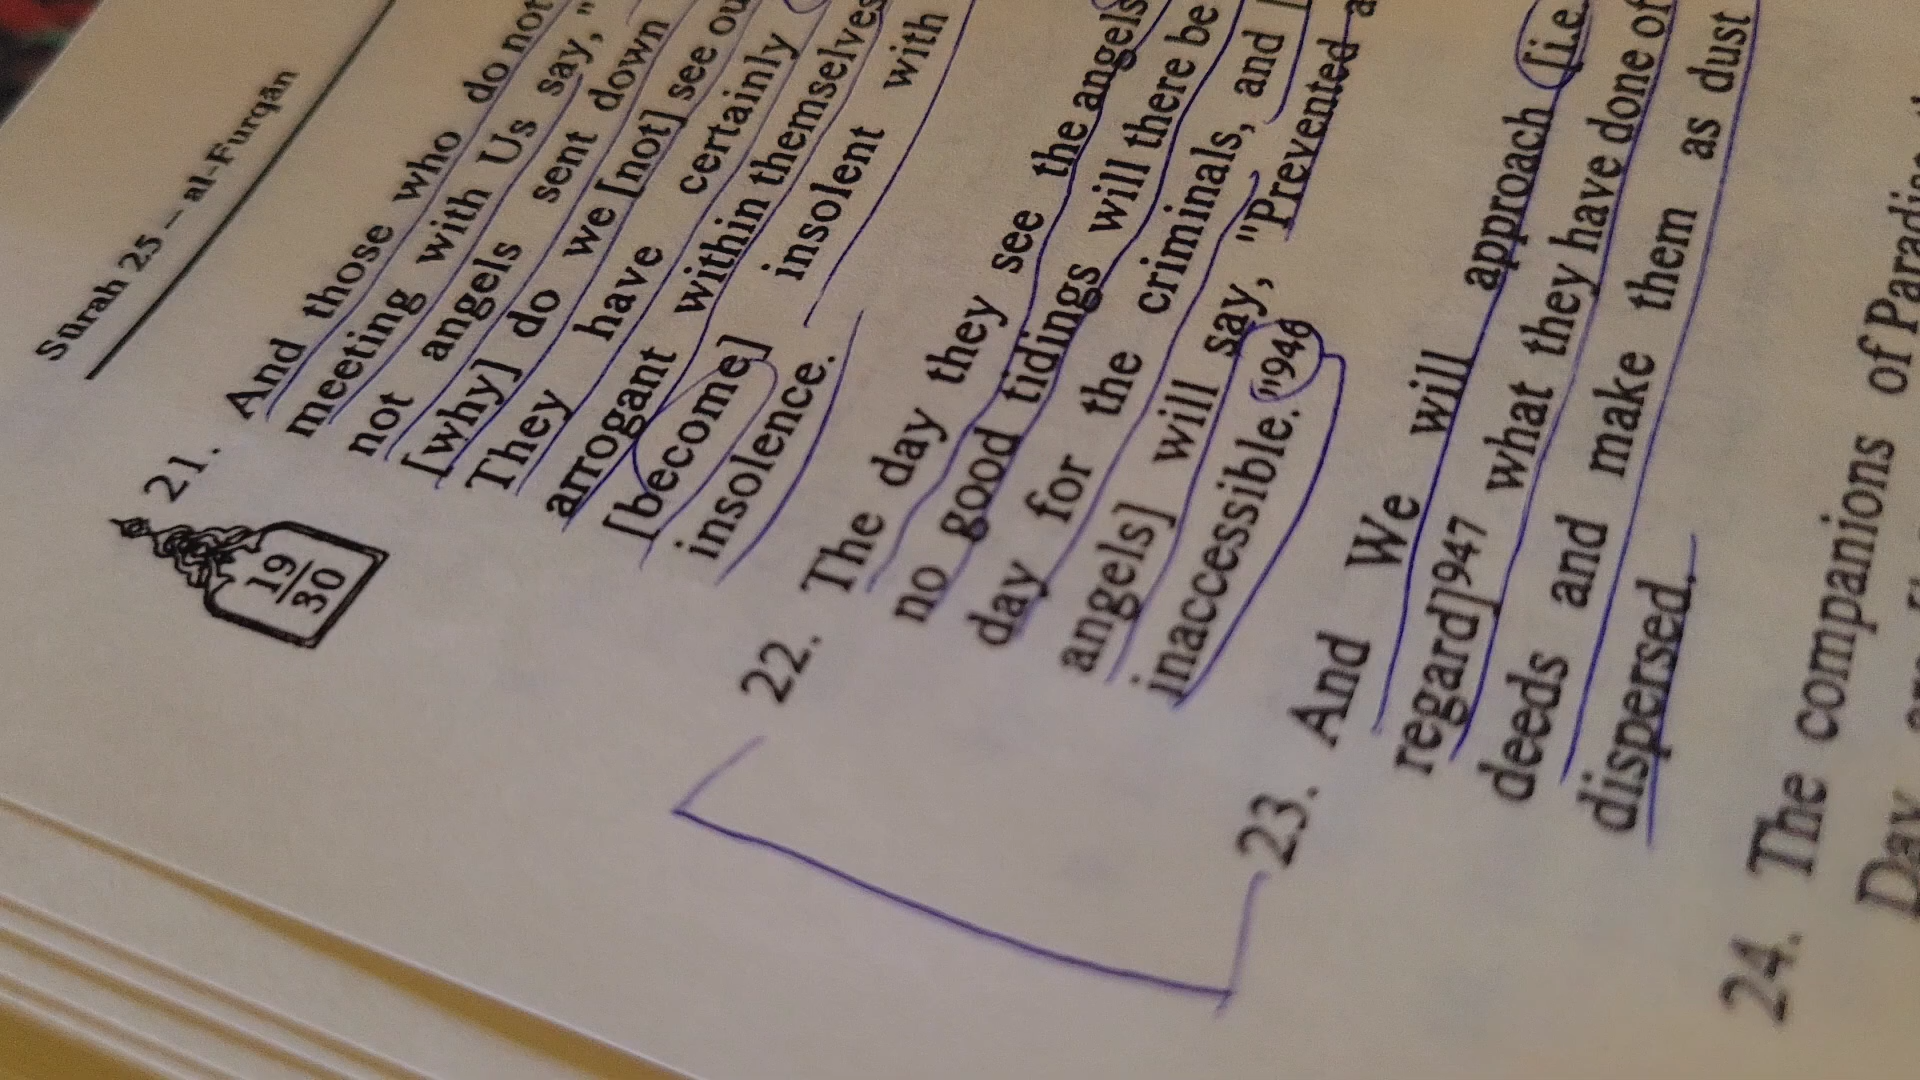 Sūrah 25 – al-Furqān
19
30
21. And those who do not
meeting with Us say, "
not angels sent down
[why] do we [not] see ou
They have certainly
arrogant within themselves
[become] insolent with
insolence.
22. The day they see the angels
no good tidings will there be
day for the criminals, and [
angels] will say, "Prevented a
inaccessible."946
23. And We will approach [i.e.
regard]947 what they have done of
deeds and make them as dust
dispersed.
24. The companions of Paradise
Day,